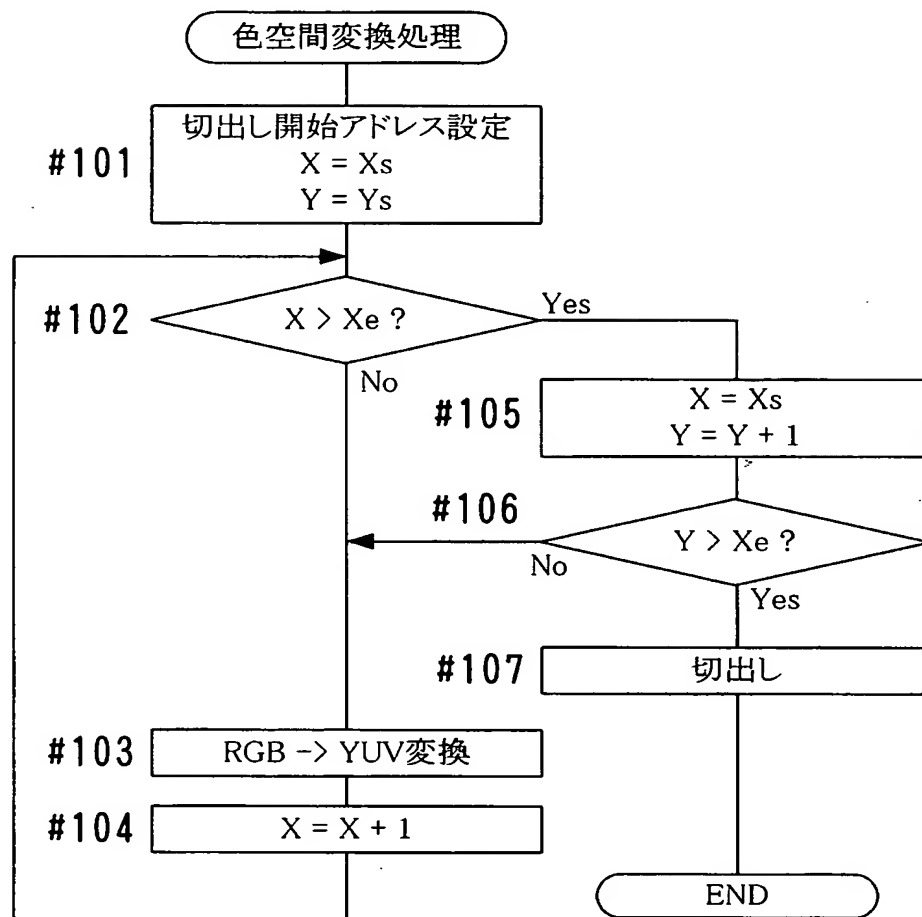 色空間変換処理
切出し開始アドレス設定
#101
X = Xs
Y = Ys
#102
X > Xe ?
Yes
No
#105
X = Xs
Y = Y + 1
#106
Y > Xe ?
No
Yes
#107
切出し
#103
RGB -> YUV変換
#104
X = X + 1
END